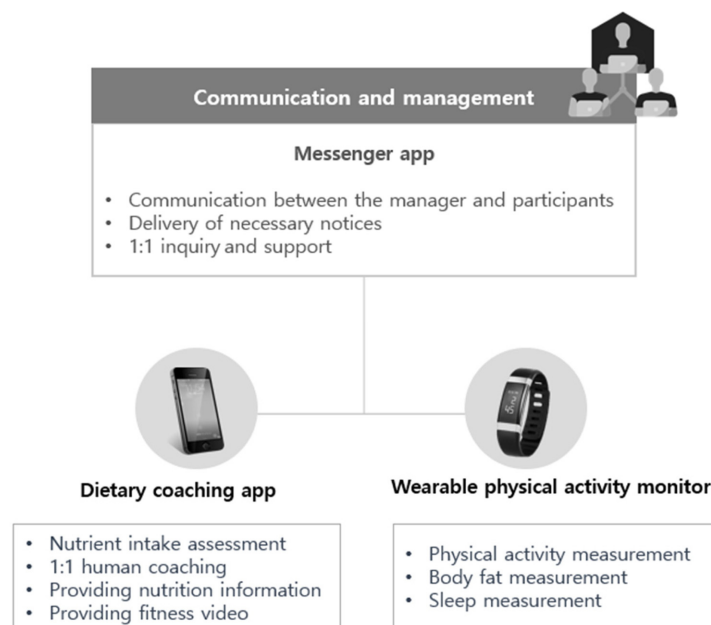 Communication and management
Messenger app
• Communication between the manager and participants
• Delivery of necessary notices
• 1:1 inquiry and support
Dietary coaching app
• Nutrient intake assessment
• 1:1 human coaching
• Providing nutrition information
• Providing fitness video
Wearable physical activity monitor
• Physical activity measurement
• Body fat measurement
• Sleep measurement